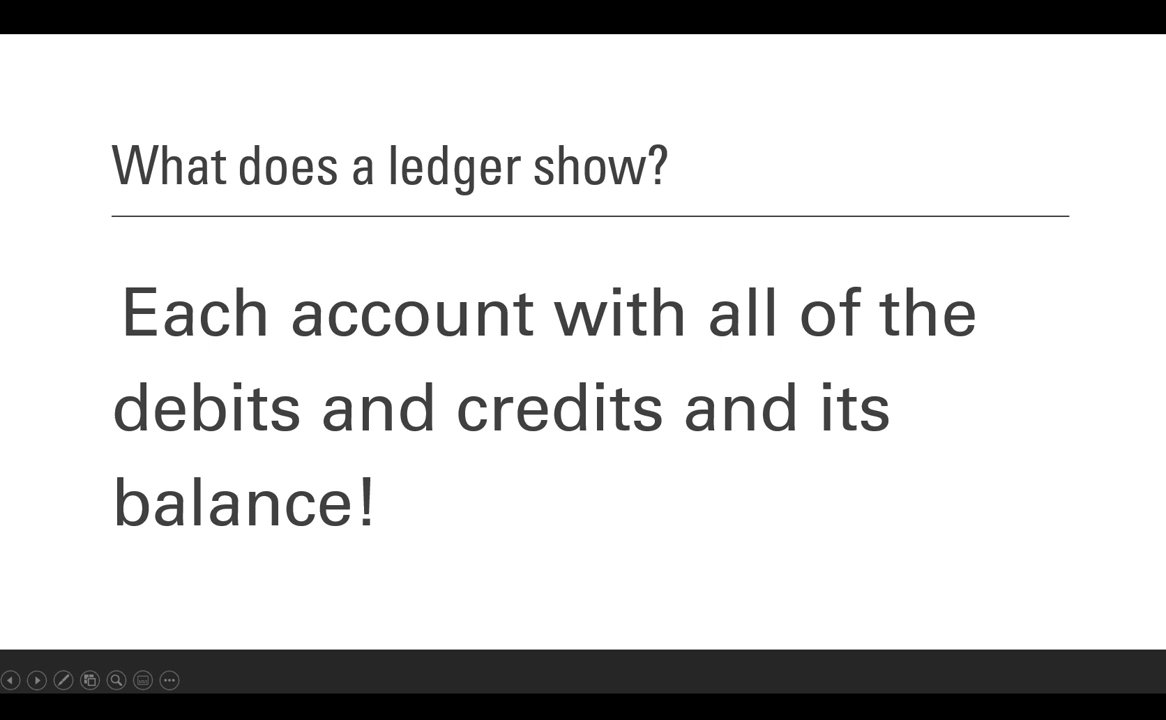 What does a ledger show?
Each account with all of the
debits and credits and its
balance!